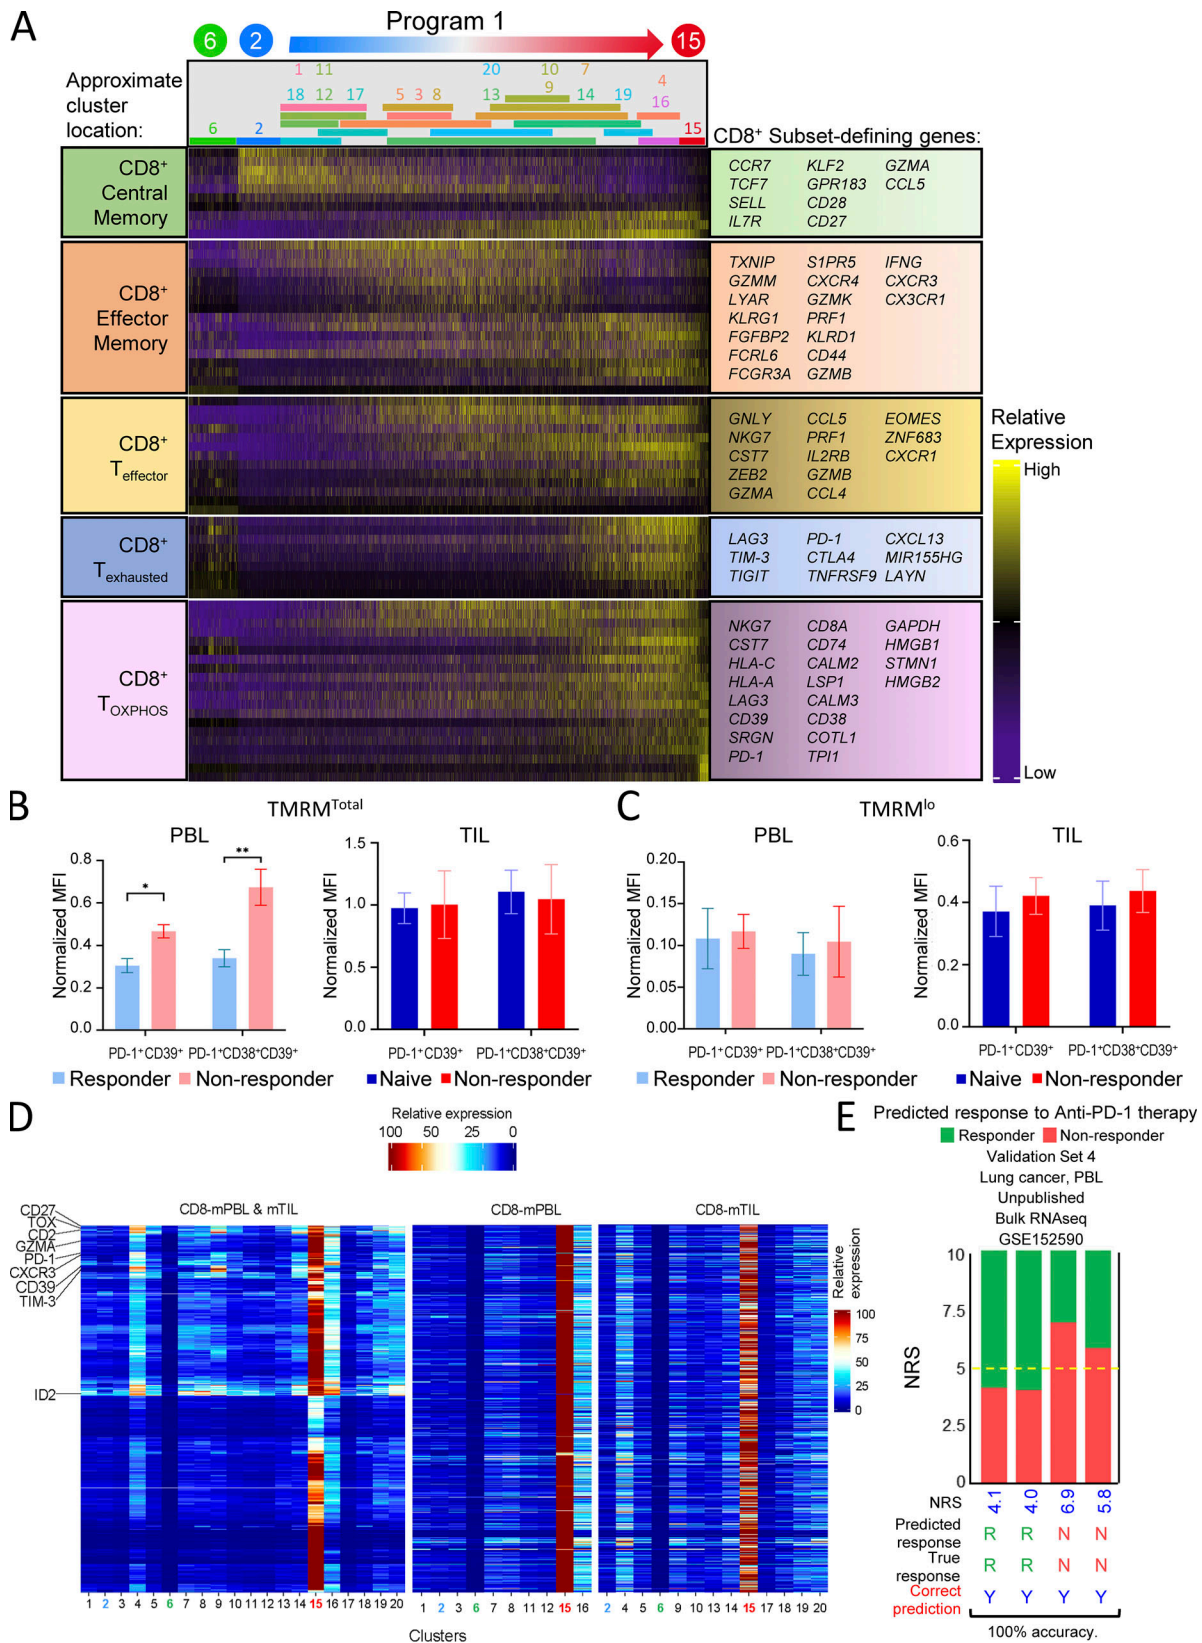 A
Program 1
6 2 15
Approximate
cluster
location:
1 11 20 10 7
9 4
18 12 17 5 3 8 13 14 19 16
6 2 15
CD8+ Subset-defining genes:
CD8+
Central
Memory
CCR7 KLF2 GZMA
TCF7 GPR183 CCL5
SELL CD28
IL7R CD27
CD8+
Effector
Memory
TXNIP S1PR5 IFNG
GZMM CXCR4 CXCR3
LYAR GZMK CX3CR1
KLRG1 PRF1
FGFBP2 KLRD1
FCRL6 CD44
FCGR3A GZMB
CD8+
Teffector
GNLY CCL5 EOMES
NKG7 PRF1 ZNF683
CST7 IL2RB CXCR1
ZEB2 GZMB
GZMA CCL4
CD8+
Texhausted
LAG3 PD-1 CXCL13
TIM-3 CTLA4 MIR155HG
TIGIT TNFRSF9 LAYN
CD8+
TOXPHOS
NKG7 CD8A GAPDH
CST7 CD74 HMGB1
HLA-C CALM2 STMN1
HLA-A LSP1 HMGB2
LAG3 CALM3
CD39 CD38
SRGN COTL1
PD-1 TPI1
Relative
Expression
High
Low
B
TMRMTotal
PBL
Normalized MFI
0.8
0.6
0.4
0.2
0.0
*
**
PD-1+CD39+ PD-1+CD38+CD39+
Responder Non-responder
TIL
Normalized MFI
1.5
1.0
0.5
0.0
PD-1+CD39+ PD-1+CD38+CD39+
Naive Non-responder
C
TMRMlo
PBL
Normalized MFI
0.20
0.15
0.10
0.05
0.00
PD-1+CD39+ PD-1+CD38+CD39+
Responder Non-responder
TIL
Normalized MFI
0.6
0.4
0.2
0.0
PD-1+CD39+ PD-1+CD38+CD39+
Naive Non-responder
D
Relative expression
100 50 25 0
CD8-mPBL & mTIL
CD8-mPBL
CD8-mTIL
CD27
TOX
CD2
GZMA
PD-1
CXCR3
CD39
TIM-3
ID2
Relative
expression
100
75
50
25
0
1 2 3 4 5 6 7 8 9 10 11 12 13 14 15 16 17 18 19 20
1 2 3 6 7 8 11 12 15 16
2 4 5 6 9 10 13 14 15 17 18 19 20
Clusters
E
Predicted response to Anti-PD-1 therapy
Responder Non-responder
Validation Set 4
Lung cancer, PBL
Unpublished
Bulk RNAseq
GSE152590
NRS
10
7.5
5
2.5
0
NRS 4.1 4.0 6.9 5.8
Predicted
response R R N N
True
response R R N N
Correct
prediction Y Y Y Y
100% accuracy.